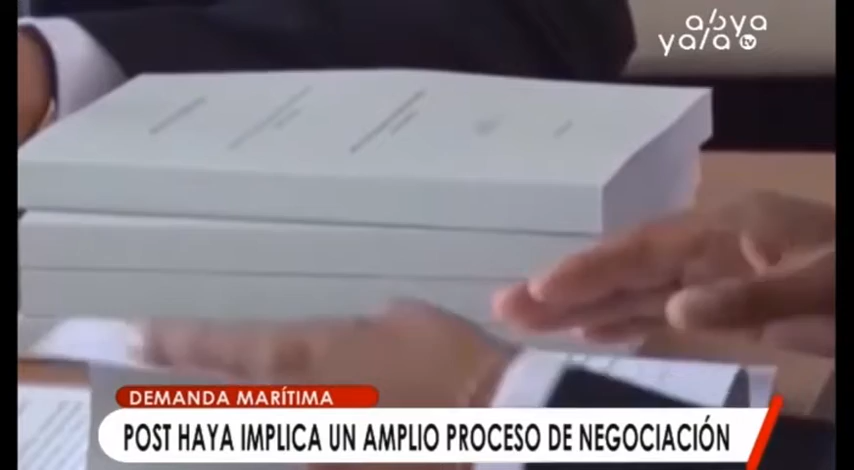 abya
yala tv
DEMANDA MARÍTIMA
POST HAYA IMPLICA UN AMPLIO PROCESO DE NEGOCIACIÓN